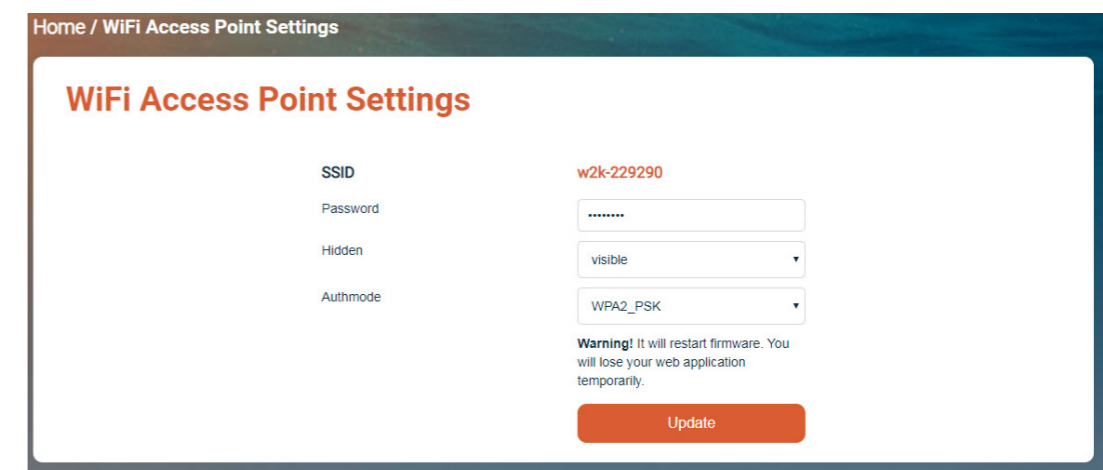 Home / WiFi Access Point Settings
WiFi Access Point Settings
SSID w2k-229290
Password ••••••••
Hidden visible
Authmode WPA2_PSK
Warning! It will restart firmware. You
will lose your web application
temporarily.
Update